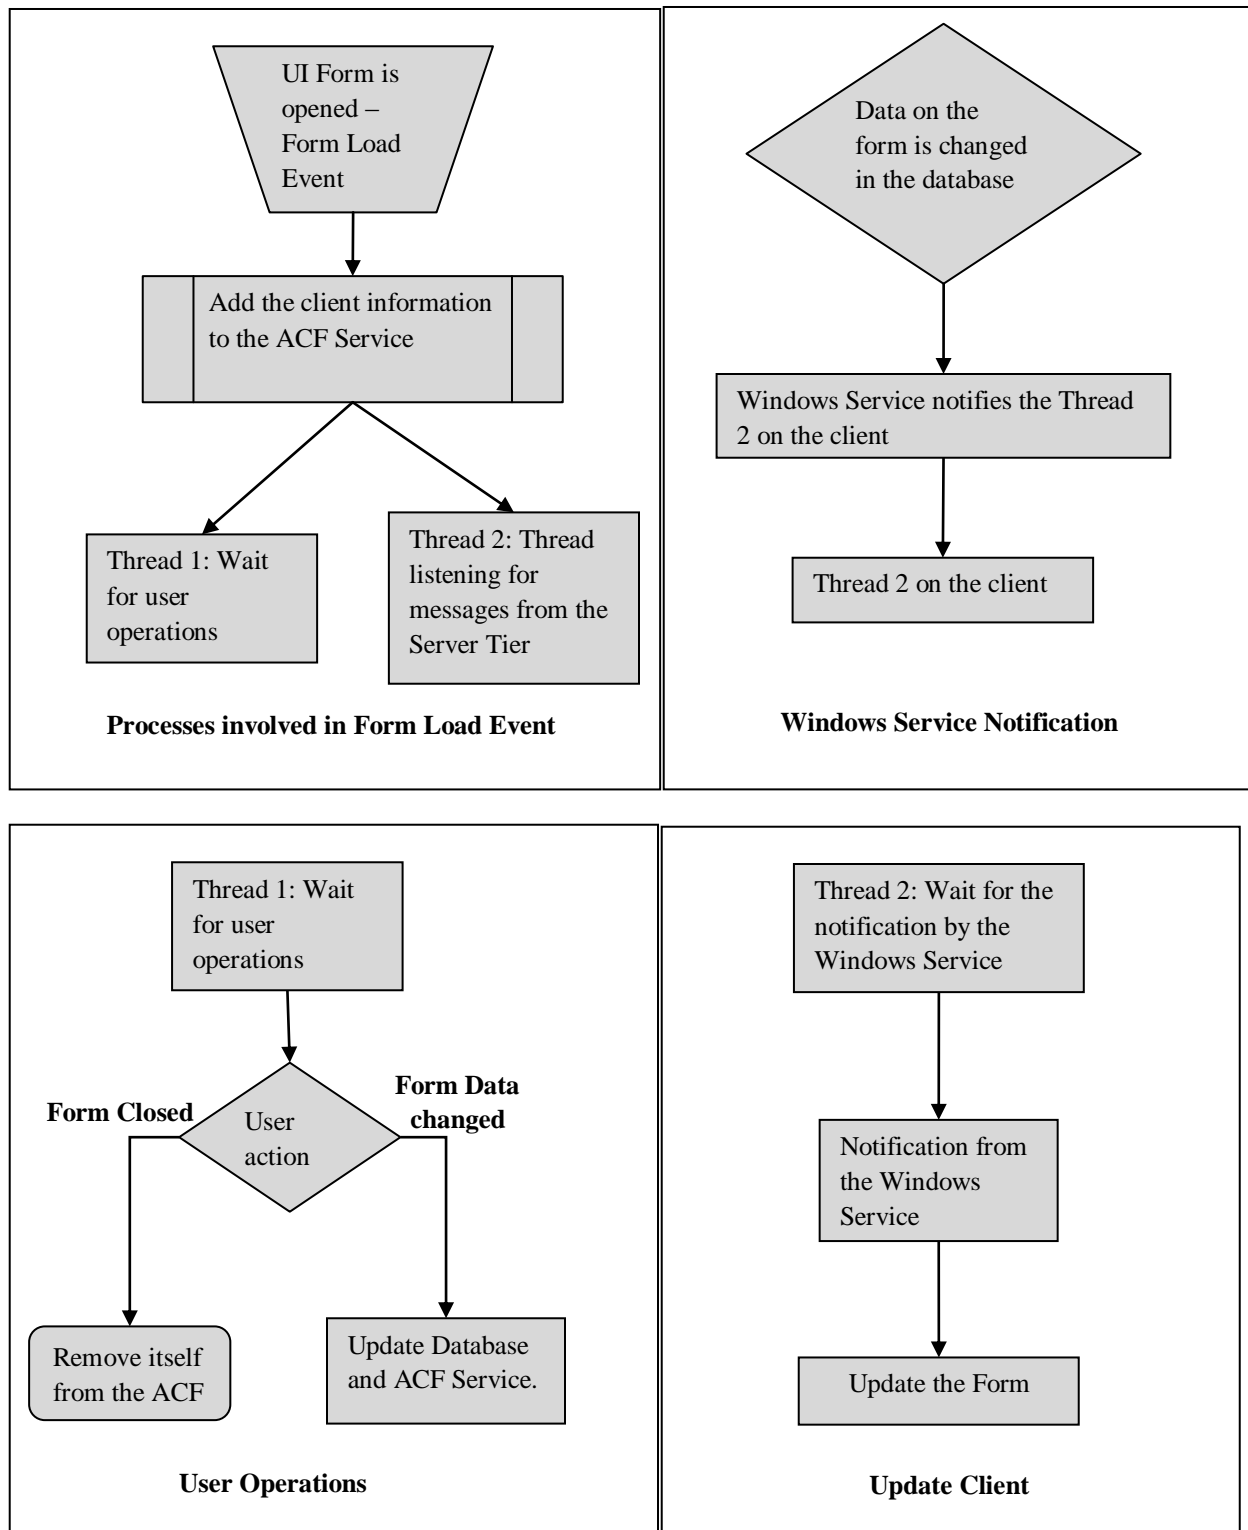 UI Form is
opened –
Form Load
Event
Add the client information
to the ACF Service
Thread 1: Wait
for user
operations
Thread 2: Thread
listening for
messages from the
Server Tier
Processes involved in Form Load Event
Data on the
form is changed
in the database
Windows Service notifies the Thread
2 on the client
Thread 2 on the client
Windows Service Notification
Thread 1: Wait
for user
operations
User
action
Form Closed
Form Data
changed
Remove itself
from the ACF
Update Database
and ACF Service.
User Operations
Thread 2: Wait for the
notification by the
Windows Service
Notification from
the Windows
Service
Update the Form
Update Client